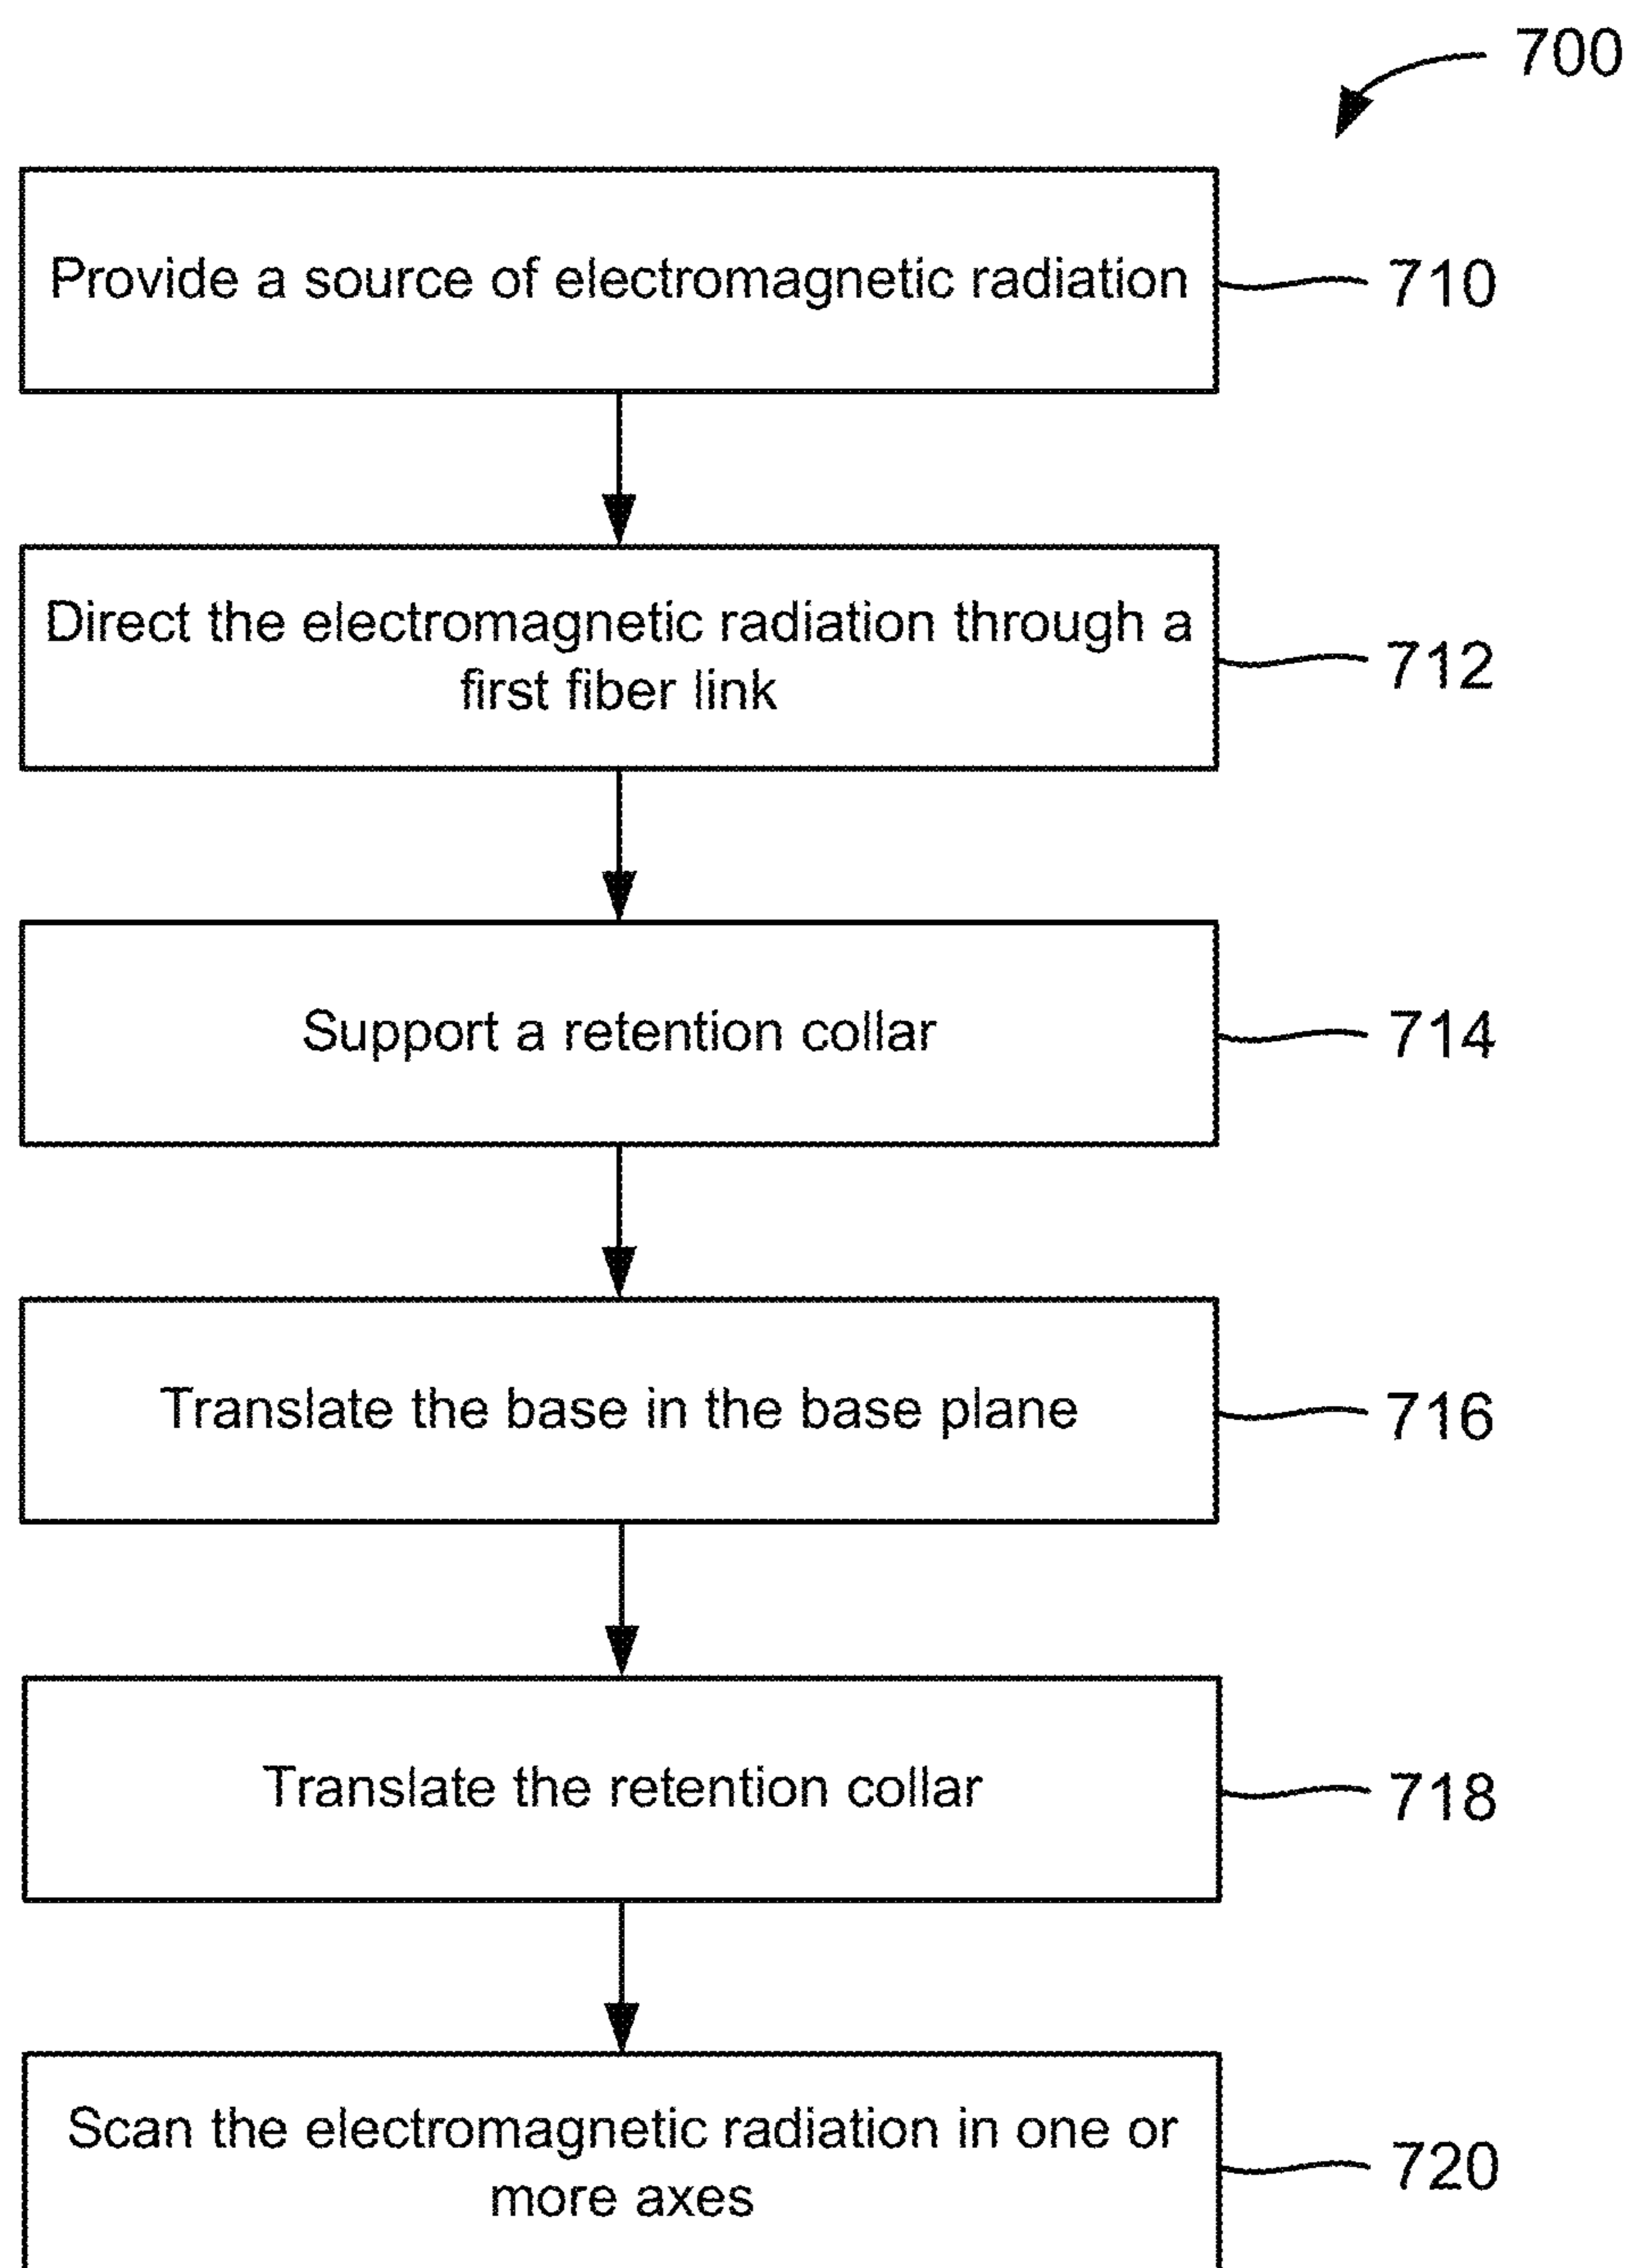 700
Provide a source of electromagnetic radiation
710
Direct the electromagnetic radiation through a
first fiber link
712
Support a retention collar
714
Translate the base in the base plane
716
Translate the retention collar
718
Scan the electromagnetic radiation in one or
more axes
720